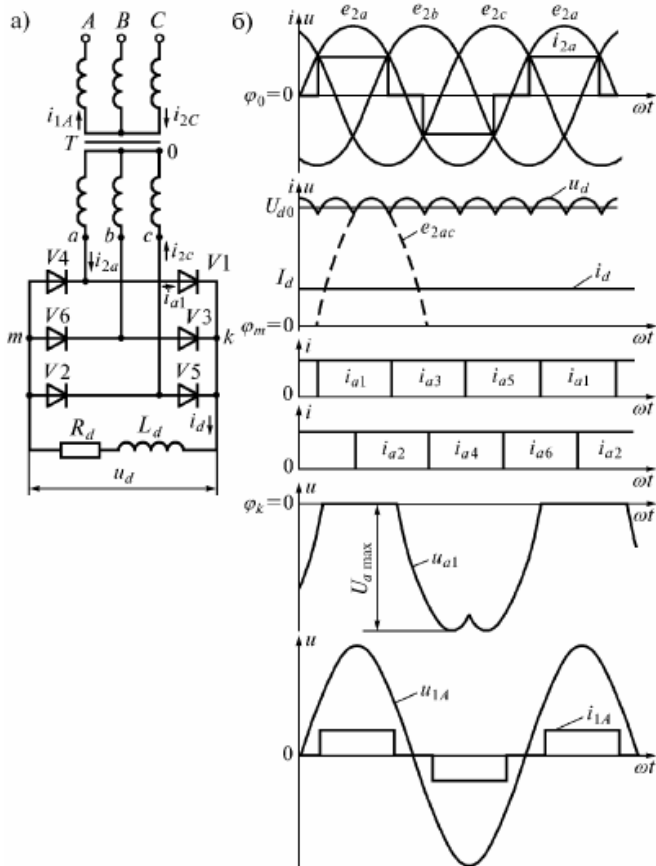 а)
A B C
i1A
i2C
T
0
a b c
i2a
i2c
V4
V1
ia1
V6
V3
m
k
V2
V5
id
Rd Ld
ud
б)
i u
e2a e2b e2c e2a
i2a
φ0=0
ωt
i u
Ud0
ud
e2ac
Id
id
φm=0
ωt
i
0
ia1 ia3 ia5 ia1
ωt
i
0
ia2 ia4 ia6 ia2
ωt
u
φk=0
ωt
Ua max
ua1
u
u1A
i1A
0
ωt